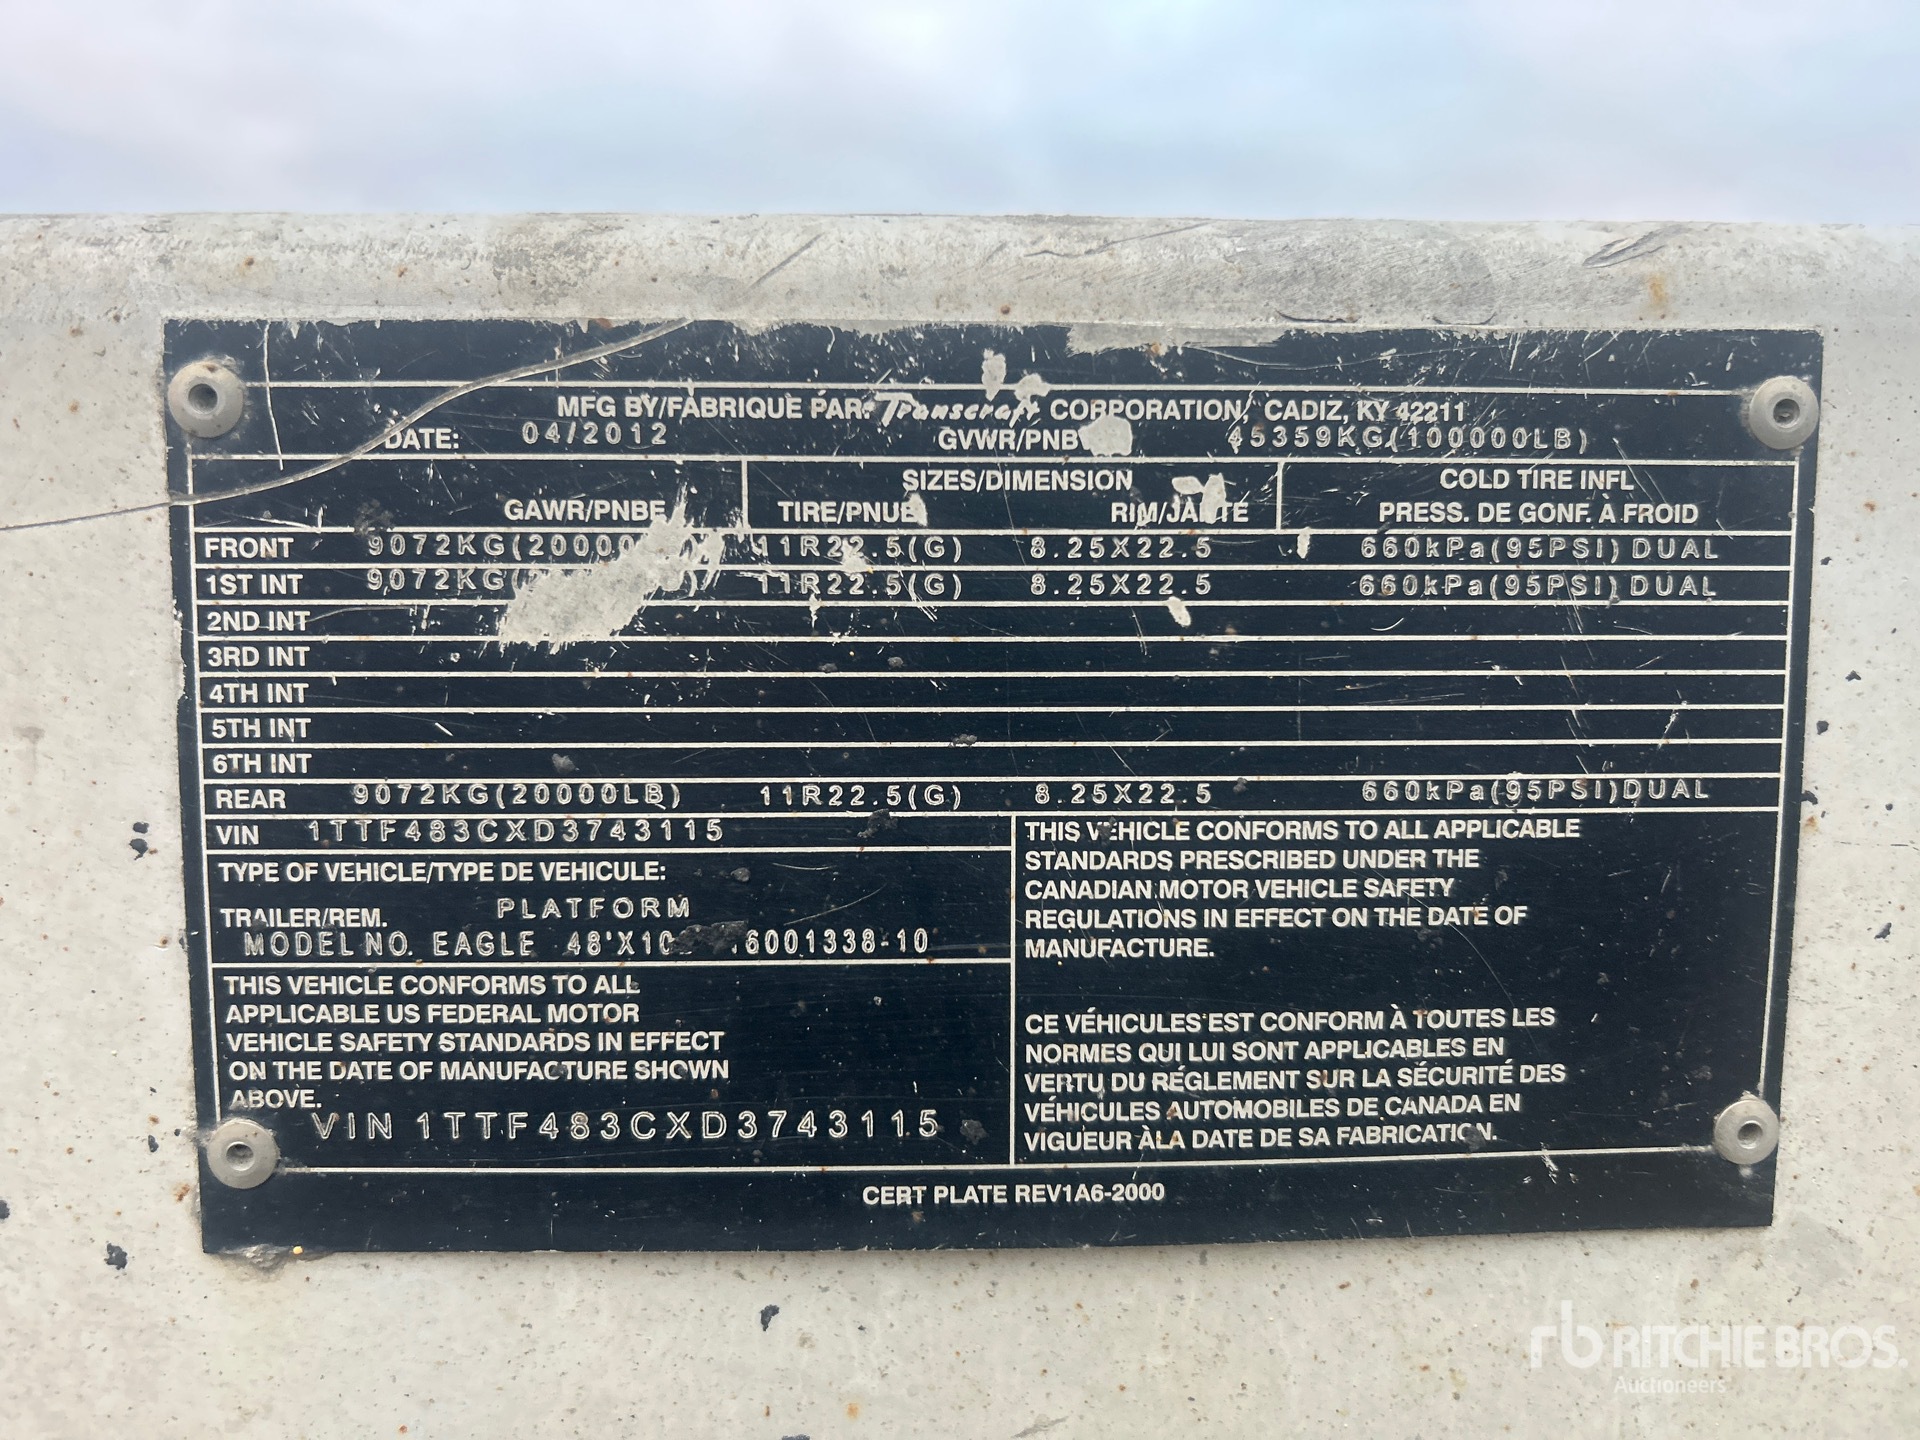 MFG BY/FABRIQUE PAR: Transcraft CORPORATION, CADIZ, KY 42211
DATE: 04/2012 GVWR/PNBV 45359KG(100000LB)
SIZES/DIMENSION COLD TIRE INFL
GAWR/PNBE TIRE/PNUE RIM/JANTE PRESS. DE GONF. À FROID
FRONT 11R22.5(G) 8.25X22.5 660kPa(95PSI)DUAL
1ST INT 11R22.5(G) 8.25X22.5 660kPa(95PSI)DUAL
2ND INT
3RD INT
4TH INT
5TH INT
6TH INT
REAR 9072KG(20000LB) 11R22.5(G) 8.25X22.5 660kPa(95PSI)DUAL
VIN 1TTF483CXD3743115
TYPE OF VEHICLE/TYPE DE VEHICULE:
TRAILER/REM. PLATFORM
MODEL NO. EAGLE
THIS VEHICLE CONFORMS TO ALL
APPLICABLE US FEDERAL MOTOR
VEHICLE SAFETY STANDARDS IN EFFECT
ON THE DATE OF MANUFACTURE SHOWN
ABOVE.
VIN 1TTF483CXD3743115
THIS VEHICLE CONFORMS TO ALL APPLICABLE
STANDARDS PRESCRIBED UNDER THE
CANADIAN MOTOR VEHICLE SAFETY
REGULATIONS IN EFFECT ON THE DATE OF
MANUFACTURE.
CE VÉHICULES EST CONFORM À TOUTES LES
NORMES QUI LUI SONT APPLICABLES EN
VERTU DU RÉGLEMENT SUR LA SÉCURITÉ DES
VÉHICULES AUTOMOBILES DE CANADA EN
VIGUEUR ÀLA DATE DE SA FABRICATION.
CERT PLATE REV1A6-2000
rb RITCHIE BROS.
Auctioneers